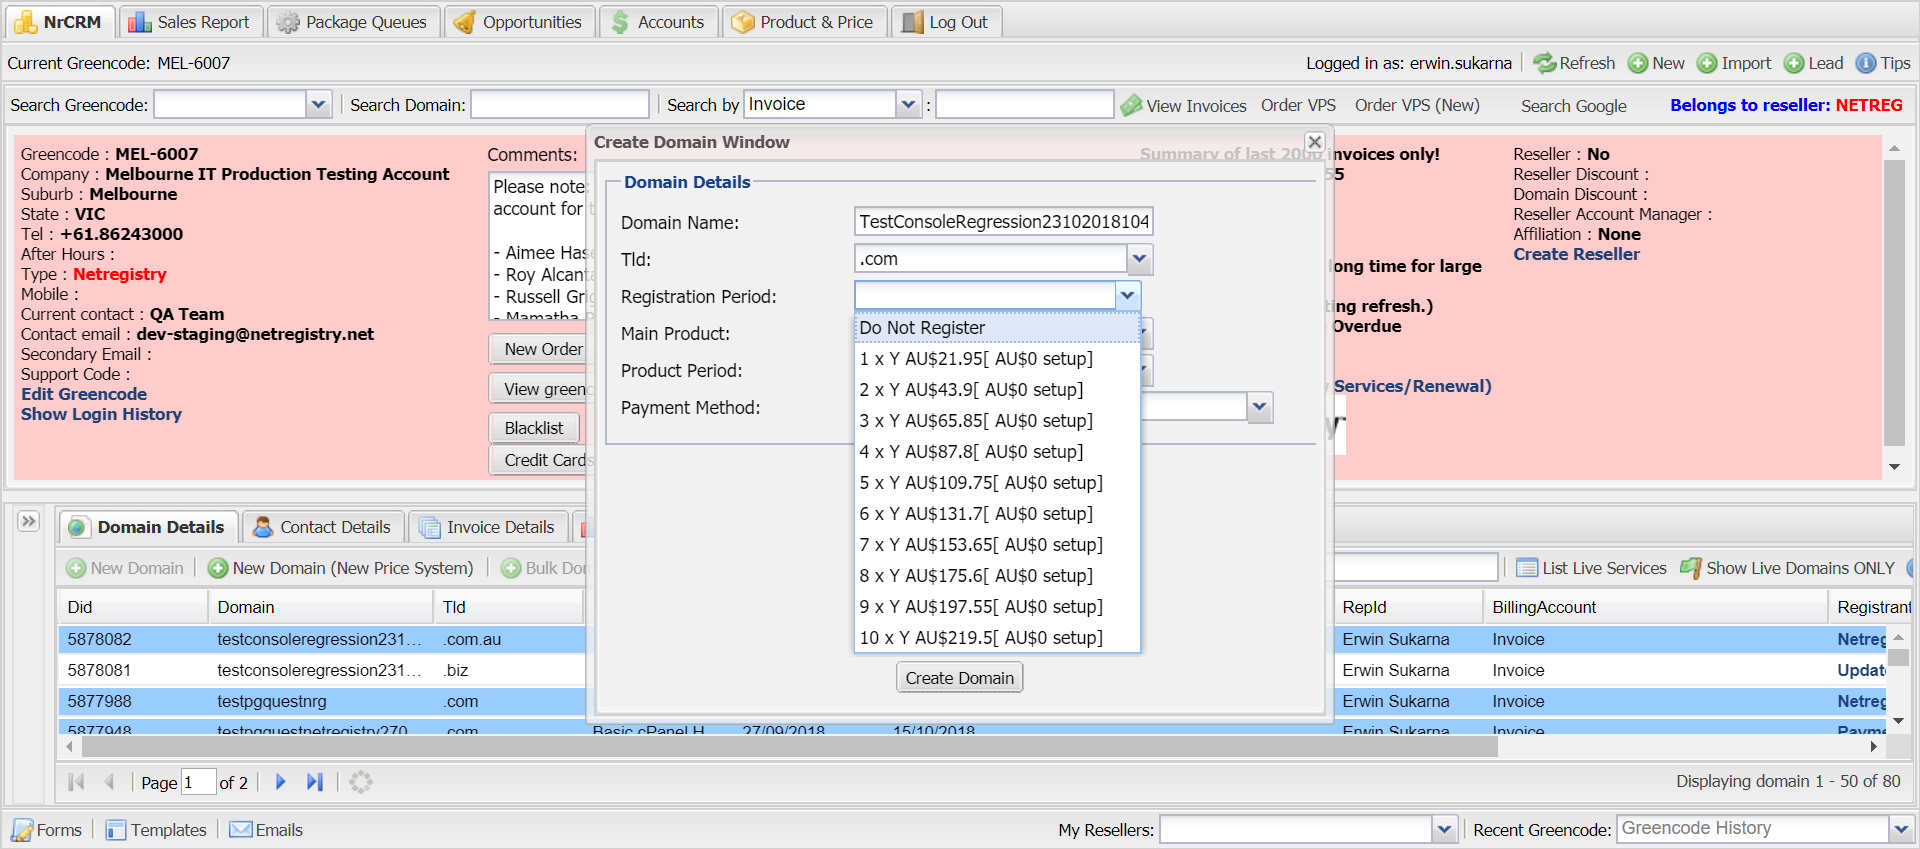 NrCRM Sales Report Package Queues Opportunities Accounts Product & Price Log Out
Current Greencode: MEL-6007 Logged in as: erwin.sukarna Refresh New Import Lead Tips
Search Greencode: Search Domain: Search by Invoice : View Invoices Order VPS Order VPS (New) Search Google Belongs to reseller: NETREG
Greencode : MEL-6007
Company : Melbourne IT Production Testing Account
Suburb : Melbourne
State : VIC
Tel : +61.86243000
After Hours :
Type : Netregistry
Mobile :
Current contact : QA Team
Contact email : dev-staging@netregistry.net
Secondary Email :
Support Code :
Edit Greencode
Show Login History
Comments:
Please note:
account for t
- Aimee Hase
- Roy Alcanta
- Russell Grig
- Mamatha P
New Order
View greenc
Blacklist
Credit Cards
Summary of last 2000 invoices only!
55
long time for large
ting refresh.)
Overdue
Services/Renewal)
Reseller : No
Reseller Discount :
Domain Discount :
Reseller Account Manager :
Affiliation : None
Create Reseller
Create Domain Window
Domain Details
Domain Name: TestConsoleRegression23102018104
Tld: .com
Registration Period:
Main Product:
Product Period:
Payment Method:
Do Not Register
1 x Y AU$21.95[ AU$0 setup]
2 x Y AU$43.9[ AU$0 setup]
3 x Y AU$65.85[ AU$0 setup]
4 x Y AU$87.8[ AU$0 setup]
5 x Y AU$109.75[ AU$0 setup]
6 x Y AU$131.7[ AU$0 setup]
7 x Y AU$153.65[ AU$0 setup]
8 x Y AU$175.6[ AU$0 setup]
9 x Y AU$197.55[ AU$0 setup]
10 x Y AU$219.5[ AU$0 setup]
Create Domain
Domain Details Contact Details Invoice Details
New Domain New Domain (New Price System) Bulk Dom List Live Services Show Live Domains ONLY
Did Domain Tld RepId BillingAccount Registrant
5878082 testconsoleregression231... .com.au Erwin Sukarna Invoice Netreg
5878081 testconsoleregression231... .biz Erwin Sukarna Invoice Update
5877988 testpgquestnrg .com Erwin Sukarna Invoice Netreg
5877948 testpgquestnetregistry270 .com Basic cPanel H 27/09/2018 15/10/2018 Erwin Sukarna Invoice Payme
Page 1 of 2 Displaying domain 1 - 50 of 80
Forms Templates Emails My Resellers: Recent Greencode: Greencode History